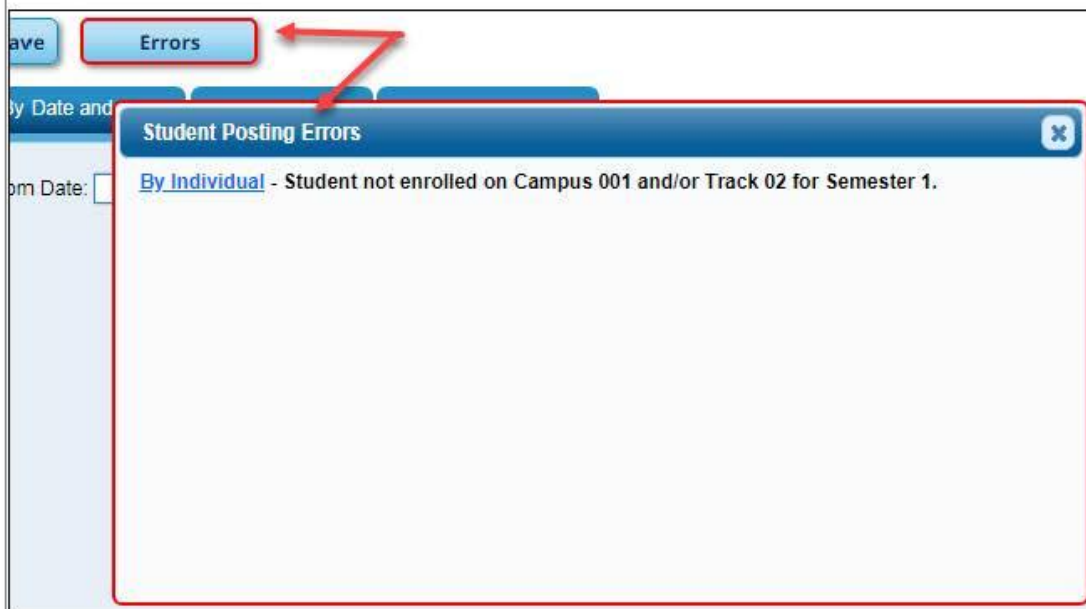 ave
Errors
By Date and
om Date:
Student Posting Errors
By Individual - Student not enrolled on Campus 001 and/or Track 02 for Semester 1.